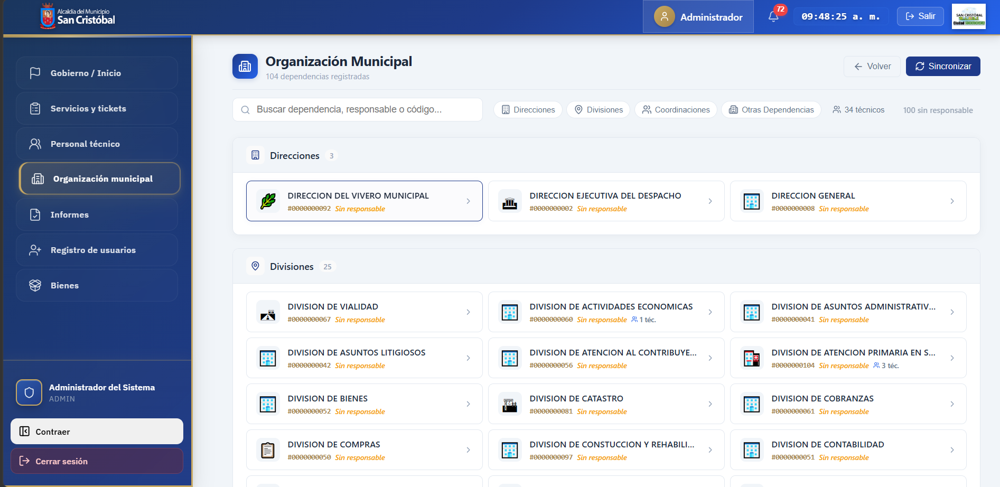 Alcaldía del Municipio
San Cristóbal
Administrador
72
09:48:25 a. m.
Salir
SAN CRISTÓBAL
Ciudad
Gobierno / Inicio
Servicios y tickets
Personal técnico
Organización municipal
Informes
Registro de usuarios
Bienes
Administrador del Sistema
ADMIN
Contraer
Cerrar sesión
Organización Municipal
104 dependencias registradas
Volver
Sincronizar
Buscar dependencia, responsable o código...
Direcciones
Divisiones
Coordinaciones
Otras Dependencias
34 técnicos
100 sin responsable
Direcciones 3
DIRECCION DEL VIVERO MUNICIPAL
#0000000092 Sin responsable
DIRECCION EJECUTIVA DEL DESPACHO
#0000000002 Sin responsable
DIRECCION GENERAL
#0000000008 Sin responsable
Divisiones 25
DIVISION DE VIALIDAD
#0000000067 Sin responsable
DIVISION DE ACTIVIDADES ECONOMICAS
#0000000060 Sin responsable 1 téc.
DIVISION DE ASUNTOS ADMINISTRATIV...
#0000000041 Sin responsable
DIVISION DE ASUNTOS LITIGIOSOS
#0000000042 Sin responsable
DIVISION DE ATENCION AL CONTRIBUYE...
#0000000056 Sin responsable
DIVISION DE ATENCION PRIMARIA EN S...
#0000000104 Sin responsable 3 téc.
DIVISION DE BIENES
#0000000052 Sin responsable
DIVISION DE CATASTRO
#0000000081 Sin responsable
DIVISION DE COBRANZAS
#0000000061 Sin responsable
DIVISION DE COMPRAS
#0000000050 Sin responsable
DIVISION DE CONSTUCCION Y REHABILI...
#0000000097 Sin responsable
DIVISION DE CONTABILIDAD
#0000000051 Sin responsable